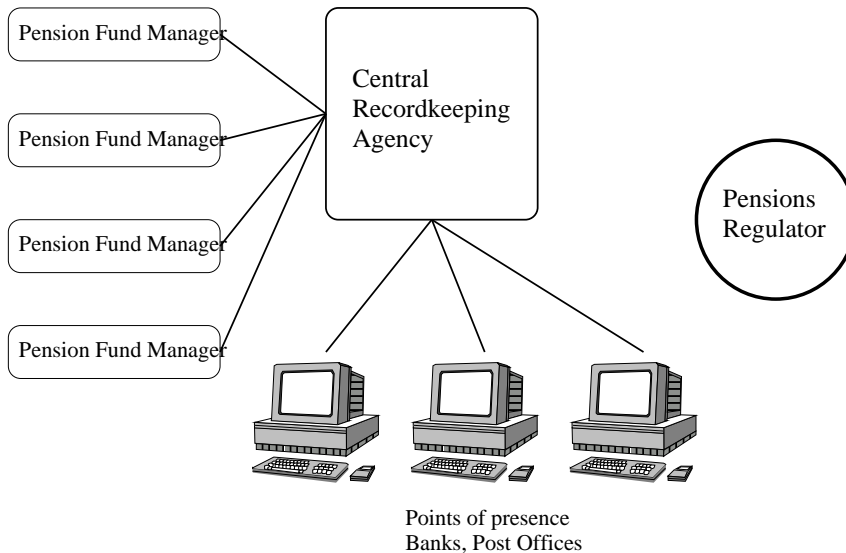 Pension Fund Manager
Pension Fund Manager
Pension Fund Manager
Pension Fund Manager
Central
Recordkeeping
Agency
Pensions
Regulator
Points of presence
Banks, Post Offices